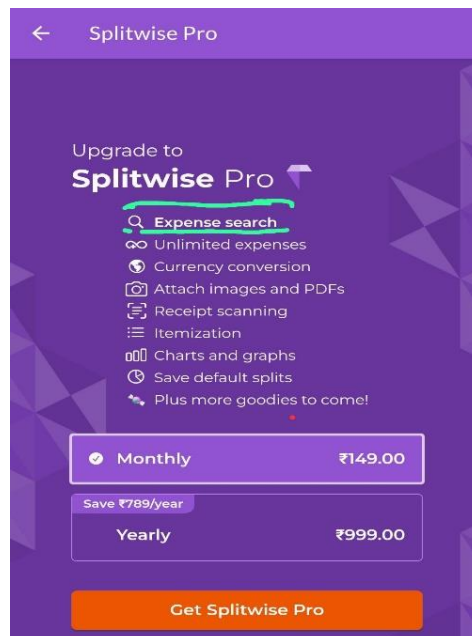 Splitwise Pro
Upgrade to
Splitwise Pro
Expense search
Unlimited expenses
Currency conversion
Attach images and PDFs
Receipt scanning
Itemization
Charts and graphs
Save default splits
Plus more goodies to come!
Monthly ₹149.00
Save ₹789/year
Yearly ₹999.00
Get Splitwise Pro